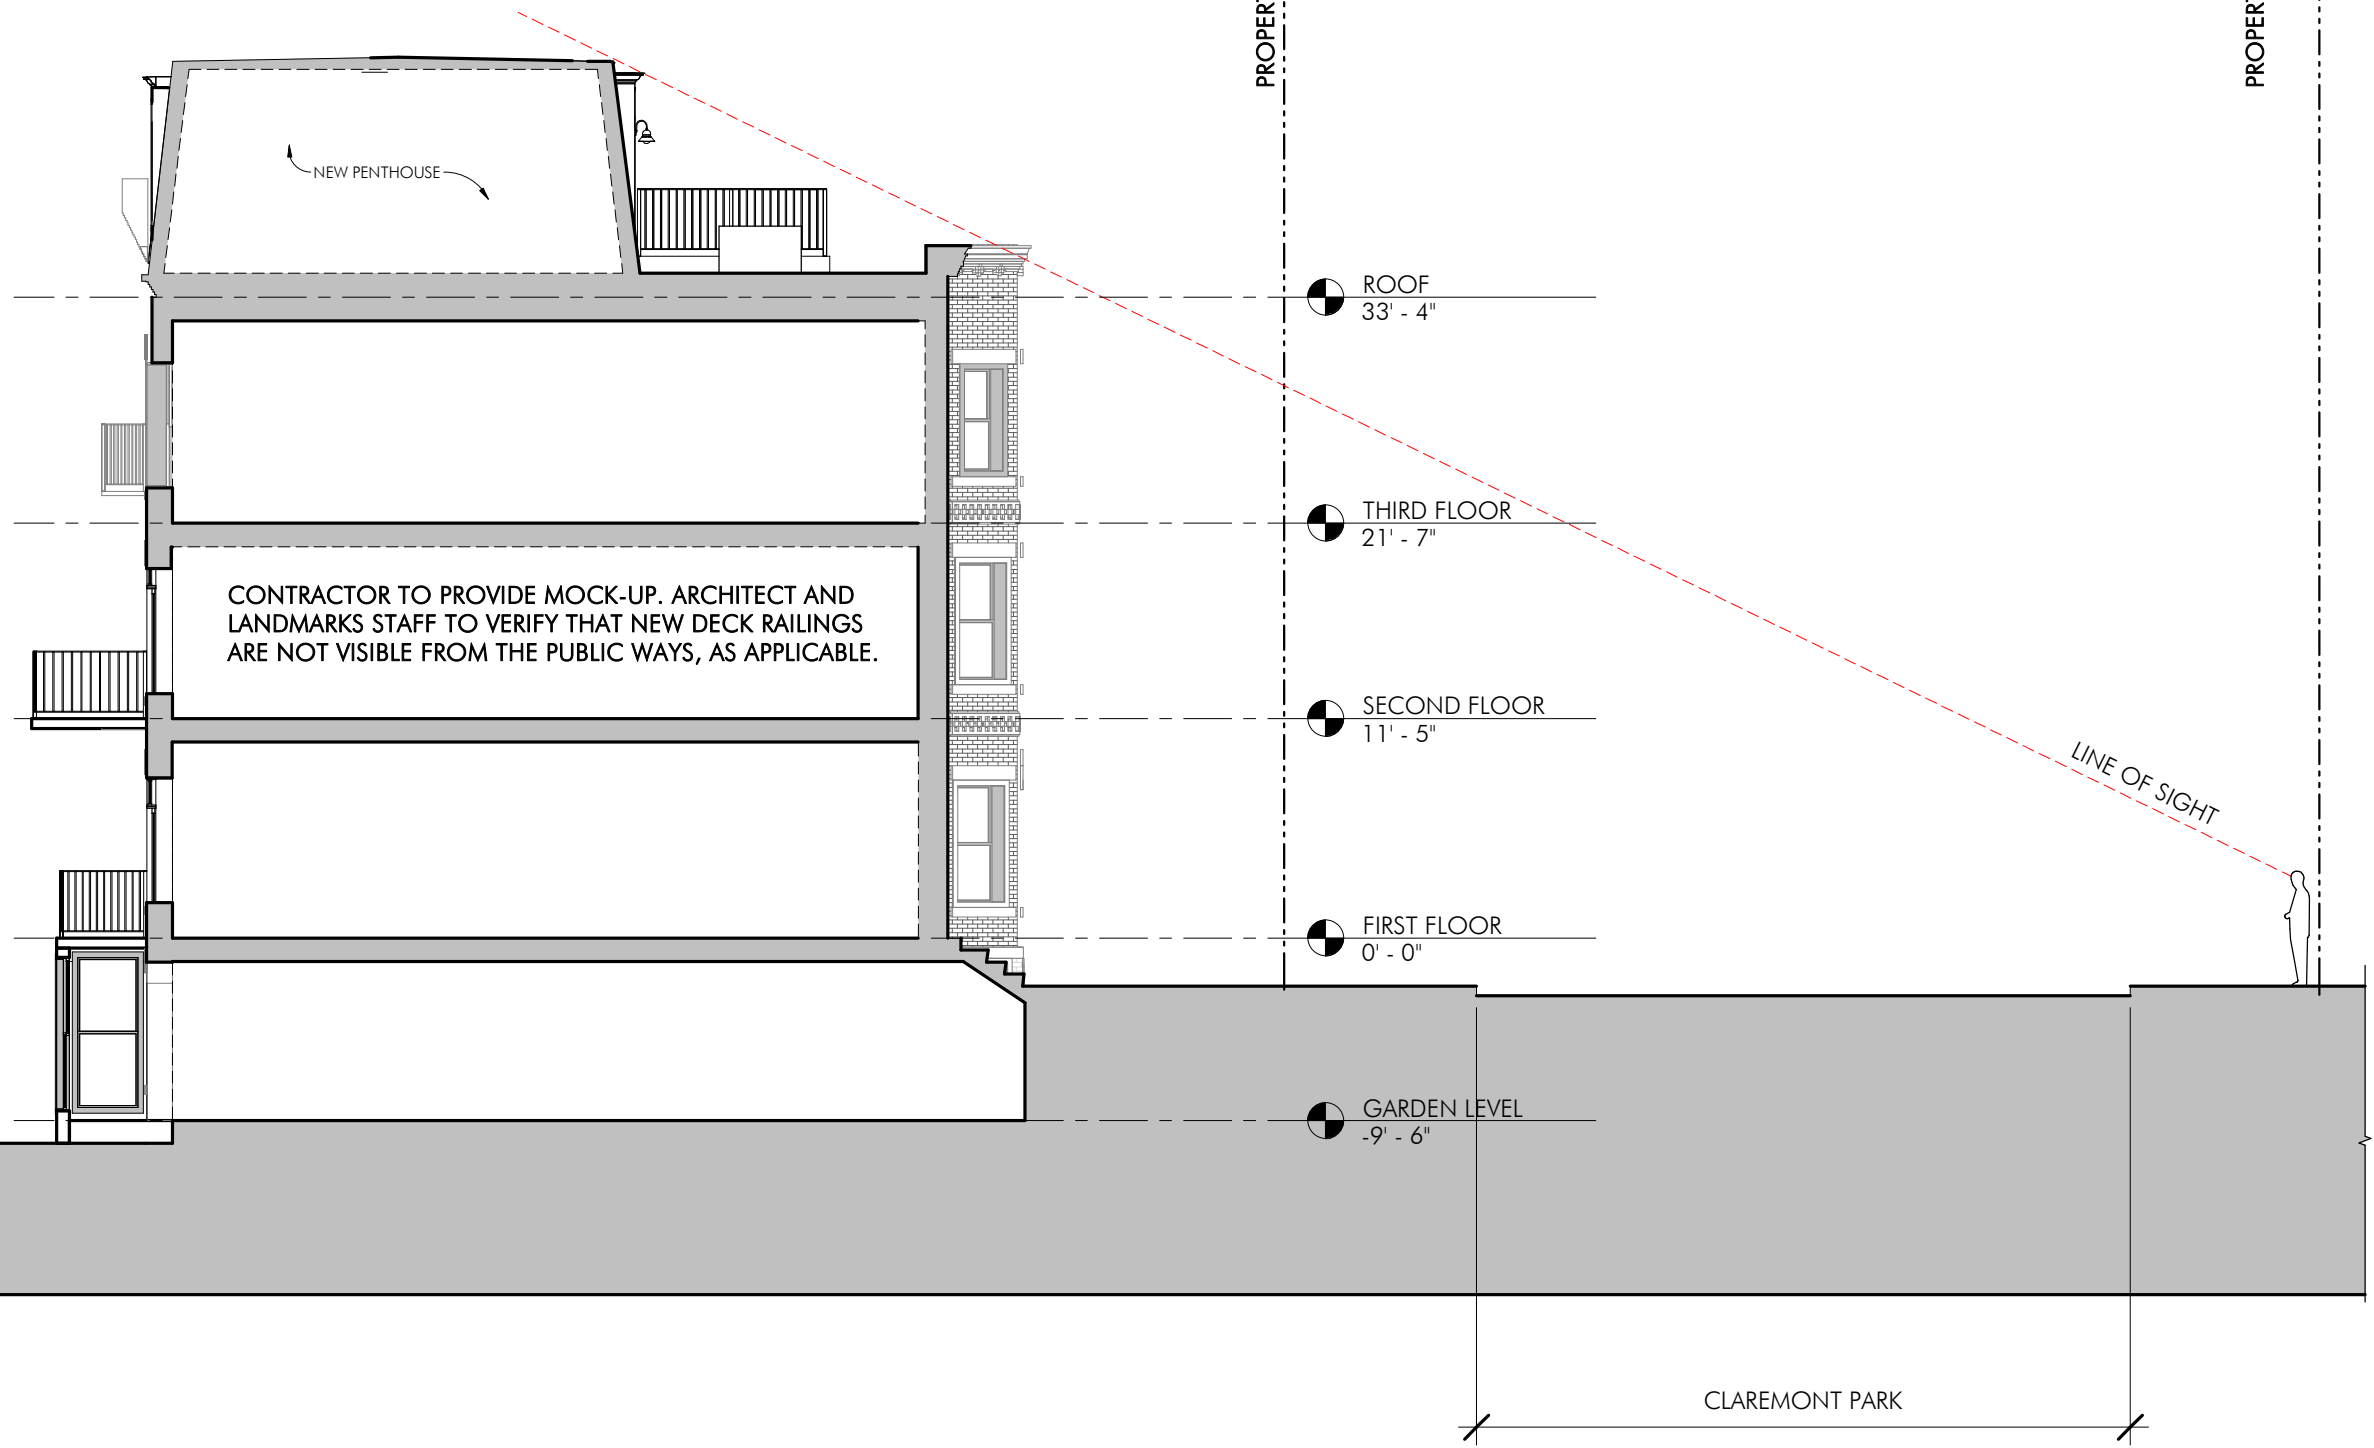 PROPERT
PROPERT
NEW PENTHOUSE
ROOF
33' - 4"
THIRD FLOOR
21' - 7"
CONTRACTOR TO PROVIDE MOCK-UP. ARCHITECT AND
LANDMARKS STAFF TO VERIFY THAT NEW DECK RAILINGS
ARE NOT VISIBLE FROM THE PUBLIC WAYS, AS APPLICABLE.
SECOND FLOOR
11' - 5"
LINE OF SIGHT
FIRST FLOOR
0' - 0"
GARDEN LEVEL
-9' - 6"
CLAREMONT PARK